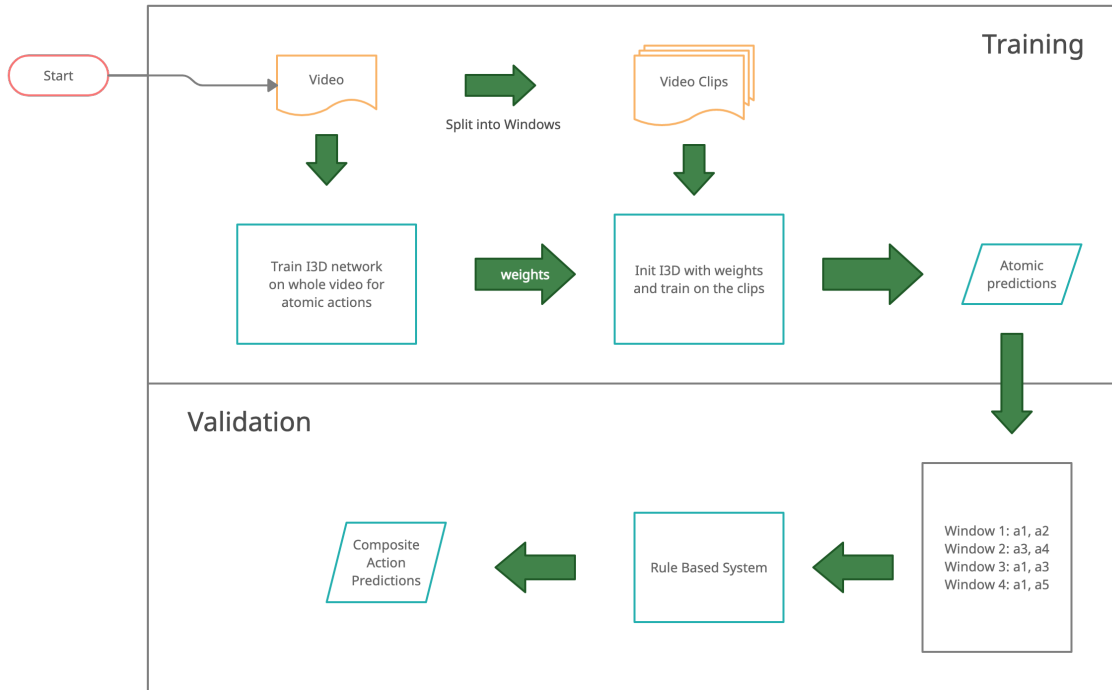 Training
Start
Video
Split into Windows
Video Clips
Train I3D network
on whole video for
atomic actions
weights
Init I3D with weights
and train on the clips
Atomic
predictions
Validation
Composite
Action
Predictions
Rule Based System
Window 1: a1, a2
Window 2: a3, a4
Window 3: a1, a3
Window 4: a1, a5